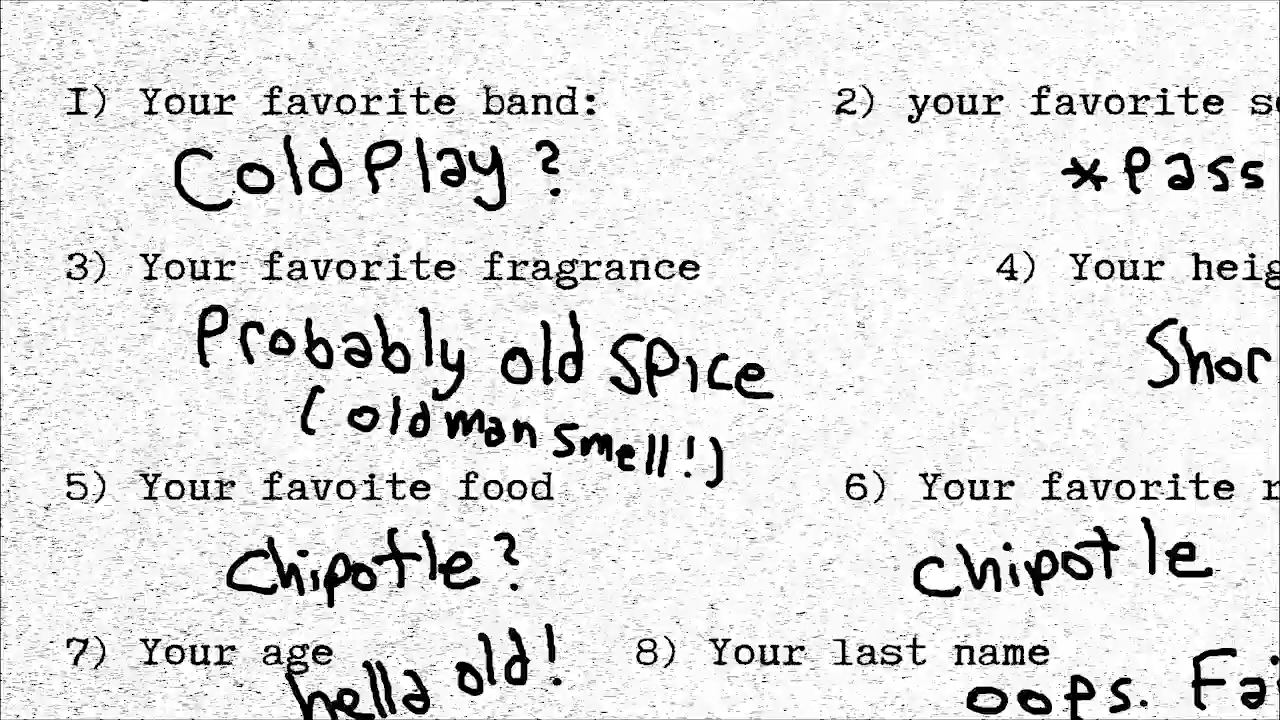 I) Your favorite band:
2) your favorite
Cold Play ?
*Pass
3) Your favorite fragrance
4) Your
Probably old Spice
(old man smell!)
5) Your favoite food
6) Your favorite
chipotle ?
chipotle
7) Your age
8) Your last name
hella old!
oops.